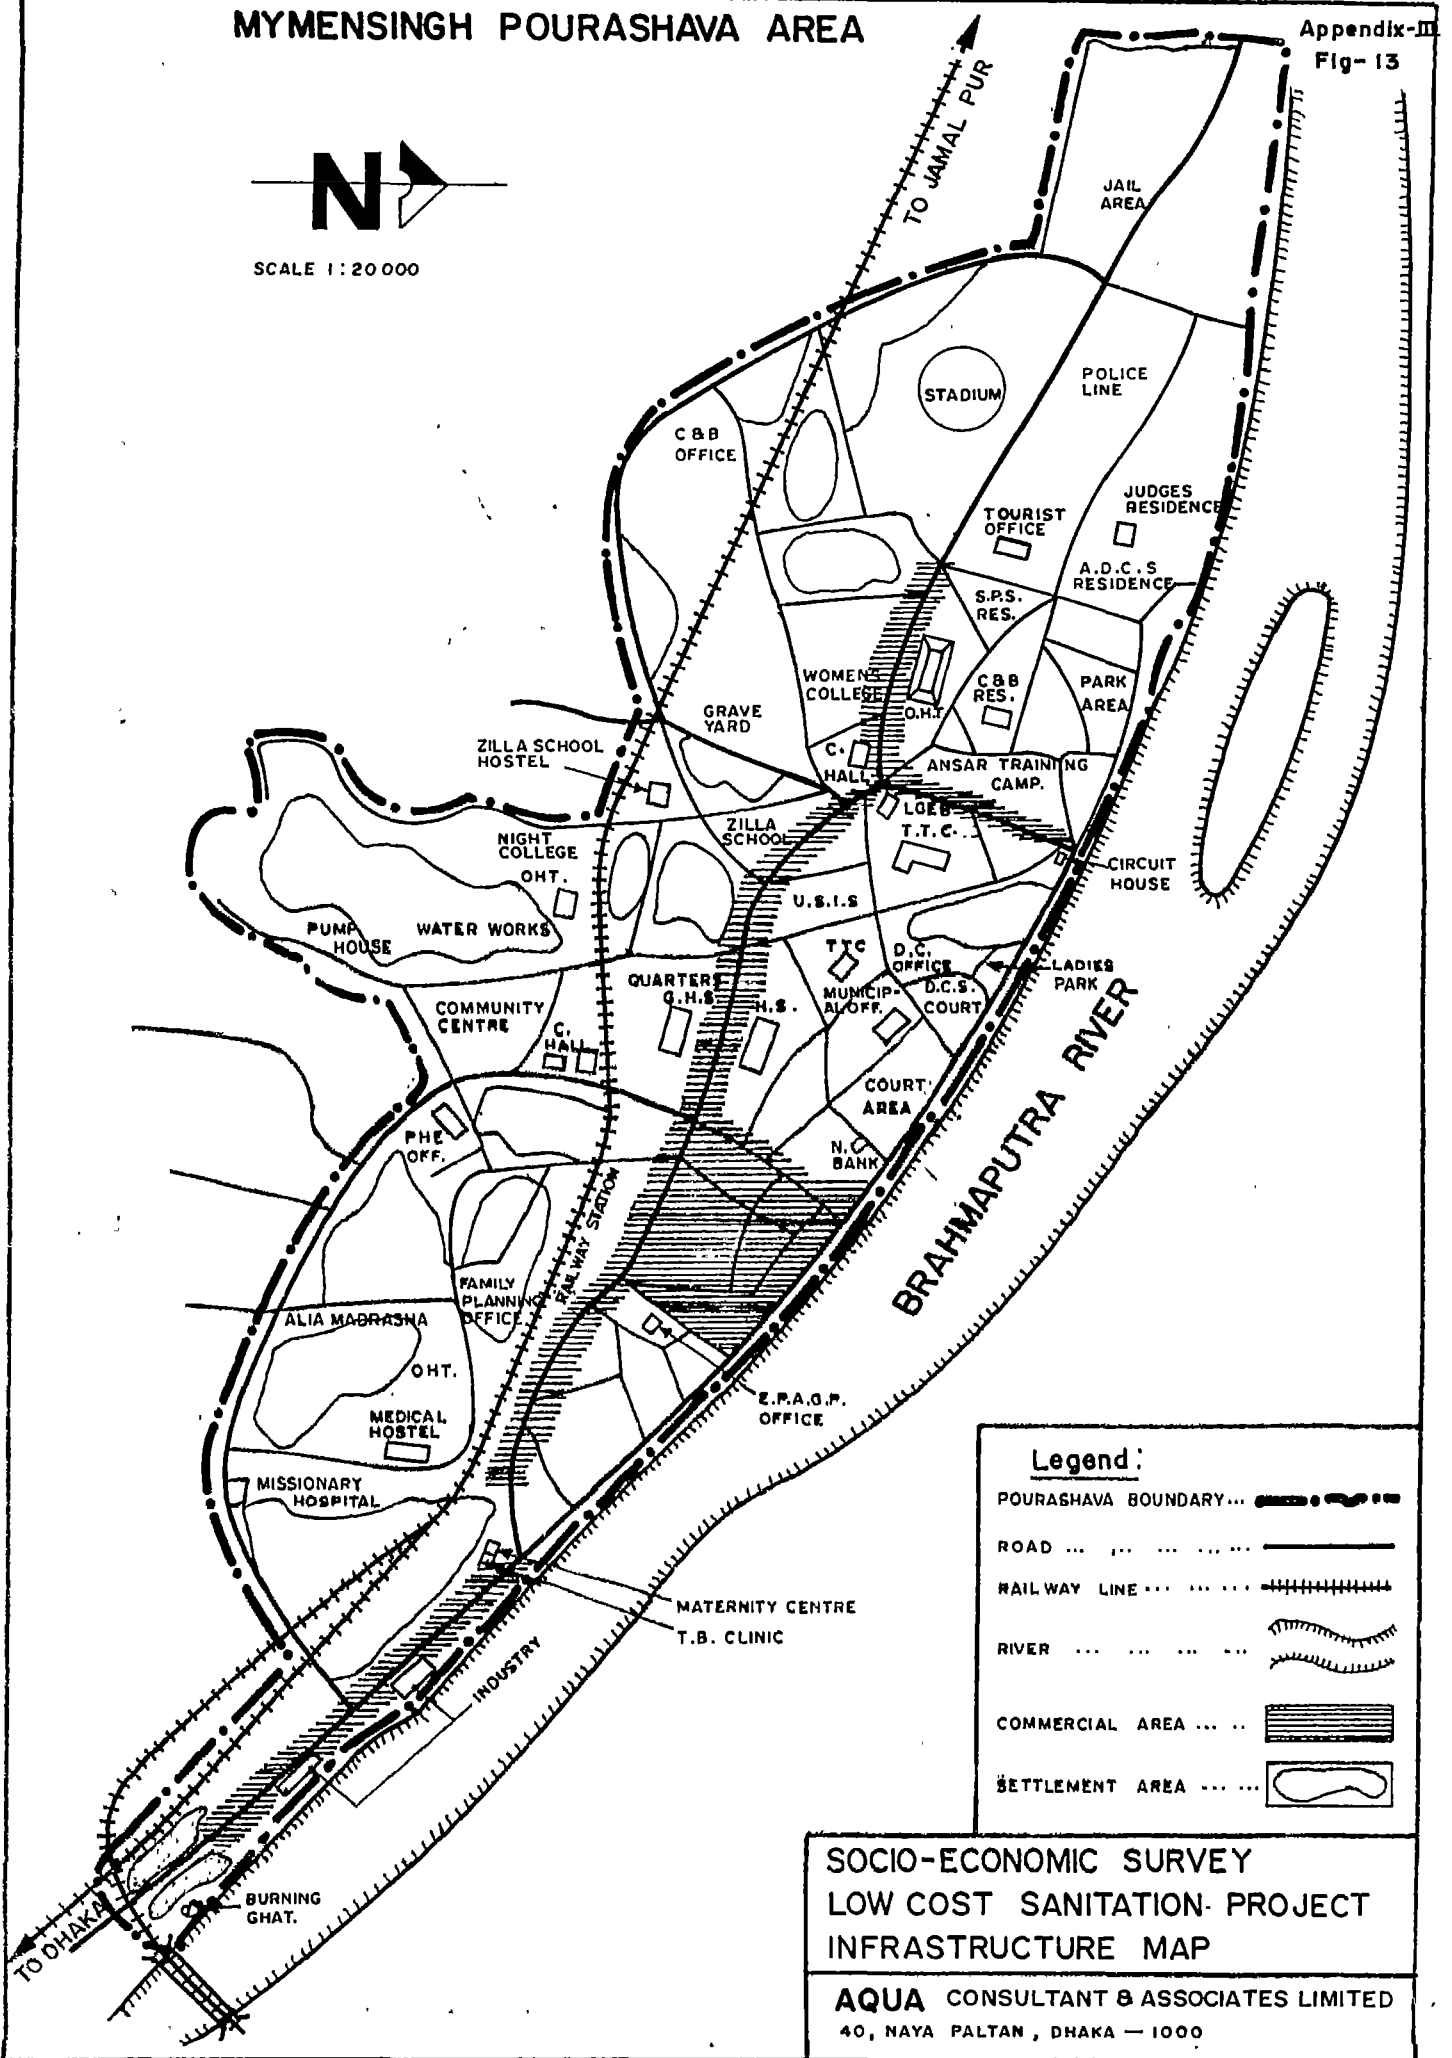 MYMENSINGH POURASHAVA AREA
Appendix-III
Fig-13
N
SCALE 1:20000
TO JAMAL PUR
JAIL
AREA
POLICE
LINE
STADIUM
C&B
OFFICE
JUDGES
RESIDENCE
TOURIST
OFFICE
A.D.C.S
RESIDENCE
S.P.S.
RES.
WOMENS
COLLEGE
C&B
RES.
PARK
AREA
O.H.T.
GRAVE
YARD
ZILLA SCHOOL
HOSTEL
C.
HALL
ANSAR TRAINING
CAMP.
LGEB
T.T.C.
ZILLA
SCHOOL
NIGHT
COLLEGE
OHT.
CIRCUIT
HOUSE
U.S.I.S
PUMP
HOUSE
WATER WORKS
TTC
D.C.
OFFICE
LADIES
PARK
QUARTERS
G.H.S
H.S.
MUNICIP-
AL OFF.
D.C.S.
COURT
COMMUNITY
CENTRE
C.
HALL
COURT
AREA
BRAHMAPUTRA RIVER
PHE
OFF.
N.
BANK
RAILWAY STATION
FAMILY
PLANNING
OFFICE.
ALIA MADRASHA
OHT.
E.P.A.G.P.
OFFICE
MEDICAL
HOSTEL
MISSIONARY
HOSPITAL
MATERNITY CENTRE
T.B. CLINIC
INDUSTRY
BURNING
GHAT.
TO DHAKA
Legend:
POURASHAVA BOUNDARY...
ROAD ... ... ... ... ...
RAILWAY LINE ... ... ...
RIVER ... ... ... ...
COMMERCIAL AREA ... ..
SETTLEMENT AREA ... ...
SOCIO-ECONOMIC SURVEY
LOW COST SANITATION PROJECT
INFRASTRUCTURE MAP
AQUA CONSULTANT & ASSOCIATES LIMITED
40, NAYA PALTAN, DHAKA — 1000